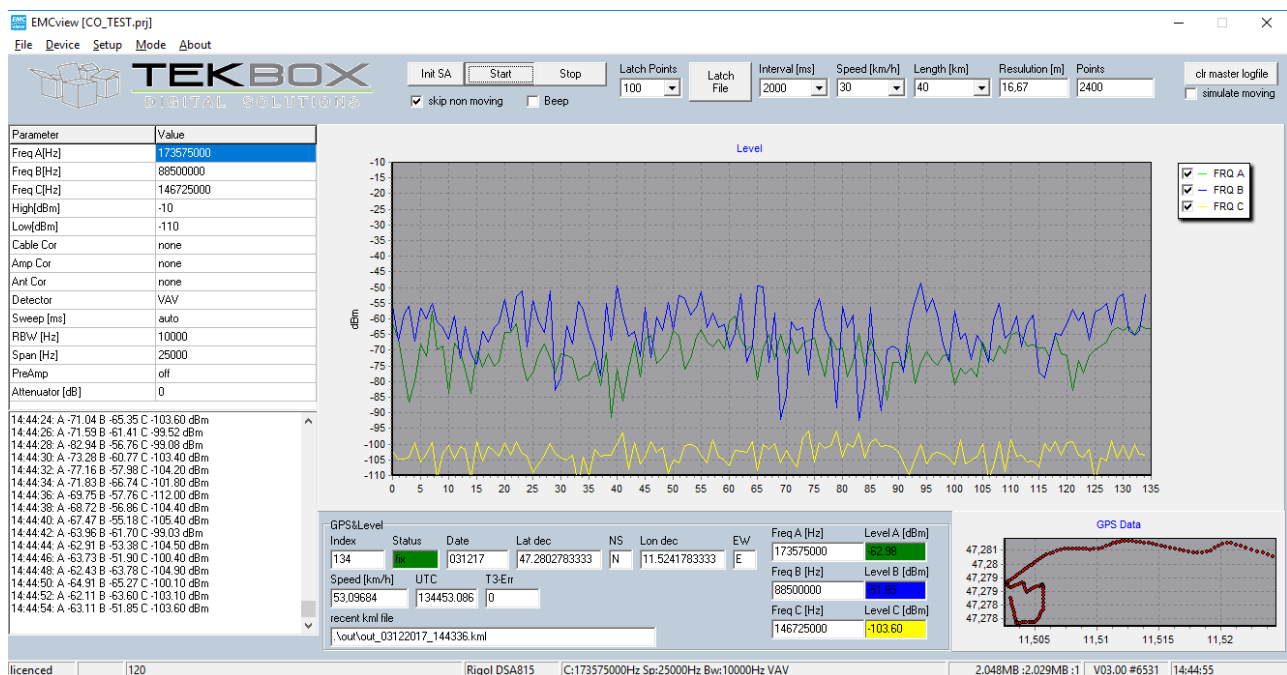 EMCview [CO_TEST.prj]
File Device Setup Mode About
TEKBOX
DIGITAL SOLUTIONS
Init SA Start Stop
skip non moving Beep
Latch Points
100
Latch File
Interval [ms] Speed [km/h] Length [km] Resulution [m] Points
2000 30 40 16,67 2400
clr master logfile
simulate moving
Parameter Value
Freq A[Hz] 173575000
Freq B[Hz] 88500000
Freq C[Hz] 146725000
High[dBm] -10
Low[dBm] -110
Cable Cor none
Amp Cor none
Ant Cor none
Detector VAV
Sweep [ms] auto
RBW [Hz] 10000
Span [Hz] 25000
PreAmp off
Attenuator [dB] 0
14:44:24: A -71.04 B -65.35 C -103.60 dBm
14:44:26: A -71.59 B -61.41 C -99.52 dBm
14:44:28: A -82.94 B -56.76 C -99.08 dBm
14:44:30: A -73.28 B -60.77 C -103.40 dBm
14:44:32: A -77.16 B -57.98 C -104.20 dBm
14:44:34: A -71.83 B -66.74 C -101.80 dBm
14:44:36: A -69.75 B -57.76 C -112.00 dBm
14:44:38: A -68.72 B -56.86 C -104.40 dBm
14:44:40: A -67.47 B -55.18 C -105.40 dBm
14:44:42: A -63.96 B -61.70 C -99.03 dBm
14:44:44: A -62.91 B -53.38 C -104.50 dBm
14:44:46: A -63.73 B -51.90 C -100.40 dBm
14:44:48: A -62.43 B -63.78 C -104.90 dBm
14:44:50: A -64.91 B -65.27 C -100.10 dBm
14:44:52: A -62.11 B -63.60 C -103.00 dBm
14:44:54: A -63.11 B -51.85 C -103.60 dBm
Level
dBm
-10
-15
-20
-25
-30
-35
-40
-45
-50
-55
-60
-65
-70
-75
-80
-85
-90
-95
-100
-105
-110
0 5 10 15 20 25 30 35 40 45 50 55 60 65 70 75 80 85 90 95 100 105 110 115 120 125 130 135
FRQ A
FRQ B
FRQ C
GPS&Level
Index Status Date Lat dec NS Lon dec EW
134 fix 031217 47.2802783333 N 11.5241783333 E
Speed [km/h] UTC T3-Err
59.09684 134453.086 0
recent kml file
.\out\out_03122017_144336.kml
Freq A [Hz] Level A [dBm]
173575000 -62.98
Freq B [Hz] Level B [dBm]
88500000
Freq C [Hz] Level C [dBm]
146725000 -103.60
GPS Data
47,281
47,28
47,279
47,279
47,278
47,278
11,505 11,51 11,515 11,52
licenced 120 Rigol DSA815 C:173575000Hz Sp:25000Hz Bw:10000Hz VAV 2.048MB :2.029MB :1 V03.00 #6531 14:44:55